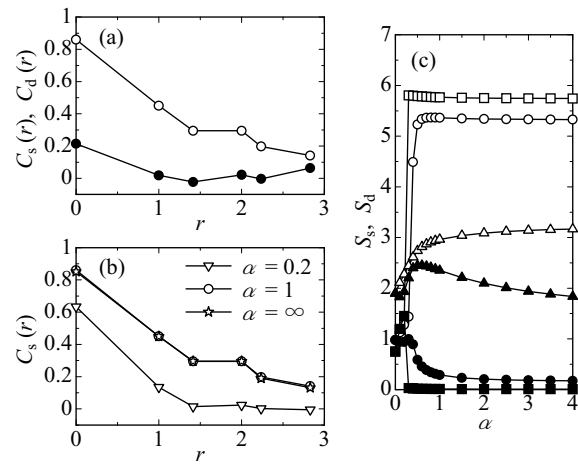 1
(a)
0.8
0.6
0.4
0.2
0
C_s(r), C_d(r)
0 1 2 3
r
1
(b)
α = 0.2
α = 1
α = ∞
0.8
0.6
0.4
0.2
0
C_s(r)
0 1 2 3
r
(c)
7
6
5
4
3
2
1
0
S_s, S_d
0 1 2 3 4
α